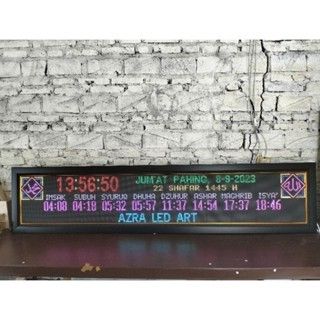 13:56:50
JUM'AT PAHING, 8-9-2023
22 SHAFAR 1445 H
IMSAK SUBUH SYURUQ DHUHA DZUHUR ASHAR MAGHRIB ISYA'
04:08 04:18 05:32 05:57 11:37 14:54 17:37 18:46
AZRA LED ART